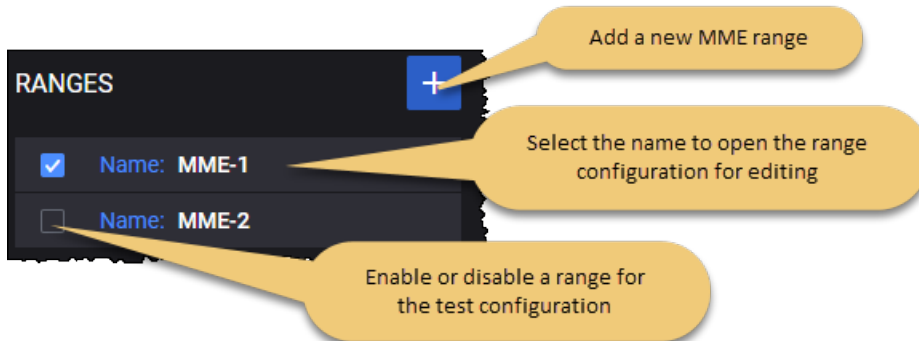 Add a new MME range
RANGES
+
Select the name to open the range
configuration for editing
Name: MME-1
Name: MME-2
Enable or disable a range for
the test configuration